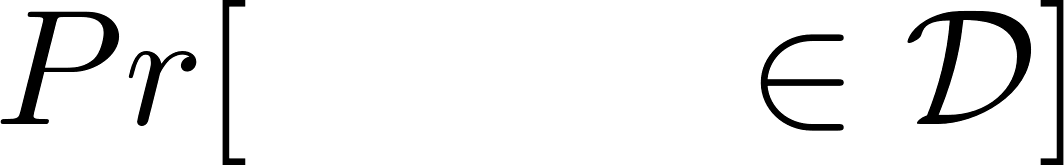 Pr[ ∈ 𝒟]